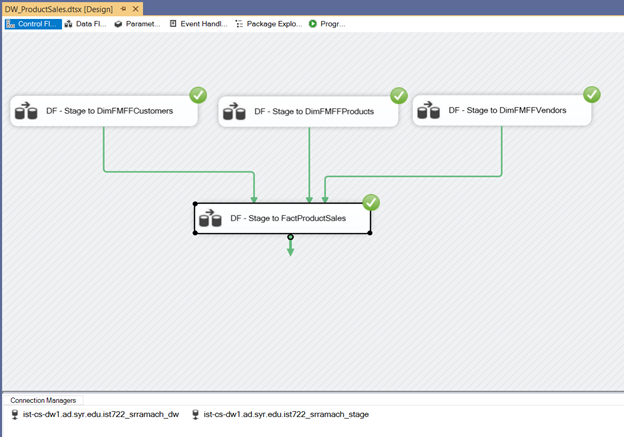 DW_ProductSales.dtsx [Design]
Control Fl... Data Fl... Paramet... Event Handl... Package Explo... Progr...
DF - Stage to DimFMFFCustomers
DF - Stage to DimFMFFProducts
DF - Stage to DimFMFFVendors
DF - Stage to FactProductSales
Connection Managers
ist-cs-dw1.ad.syr.edu.ist722_srramach_dw ist-cs-dw1.ad.syr.edu.ist722_srramach_stage